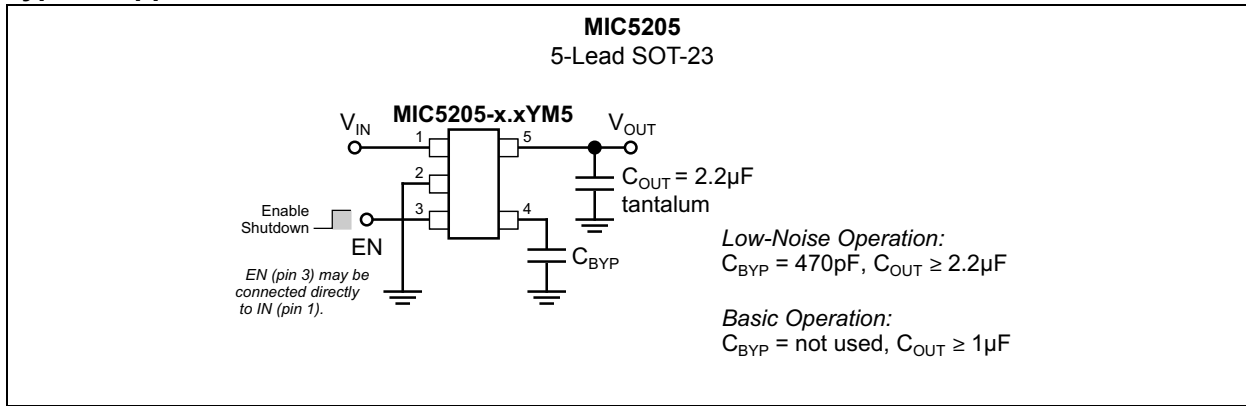 MIC5205
5-Lead SOT-23
MIC5205-x.xYM5
VIN
VOUT
1
5
2
COUT = 2.2µF
tantalum
Enable
Shutdown
3
4
EN
CBYP
EN (pin 3) may be
connected directly
to IN (pin 1).
Low-Noise Operation:
CBYP = 470pF, COUT ≥ 2.2µF
Basic Operation:
CBYP = not used, COUT ≥ 1µF